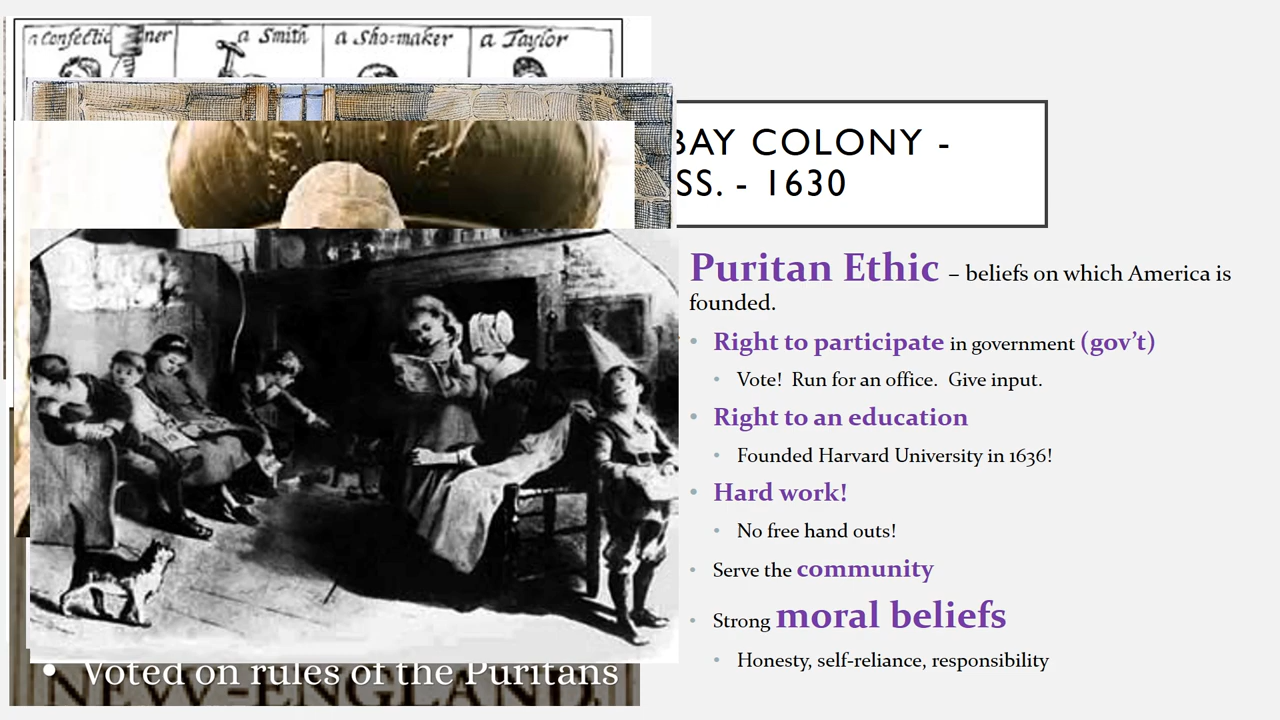 a Confectioner
a Smith
a Shoemaker
a Taylor
BAY COLONY -
SS. - 1630
Puritan Ethic – beliefs on which America is
founded.
• Right to participate in government (gov’t)
• Vote!  Run for an office.  Give input.
• Right to an education
• Founded Harvard University in 1636!
• Hard work!
• No free hand outs!
• Serve the community
• Strong moral beliefs
• Honesty, self-reliance, responsibility
• Voted on rules of the Puritans
NEW-ENGLAND.